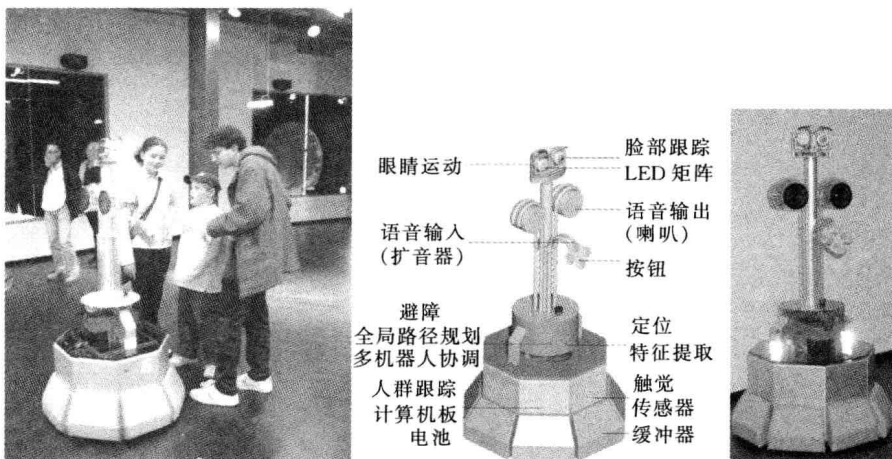 眼睛运动
语音输入
(扩音器)
避障
全局路径规划
多机器人协调
人群跟踪
计算机板
电池
脸部跟踪
LED 矩阵
语音输出
(喇叭)
按钮
定位
特征提取
触觉
传感器
缓冲器